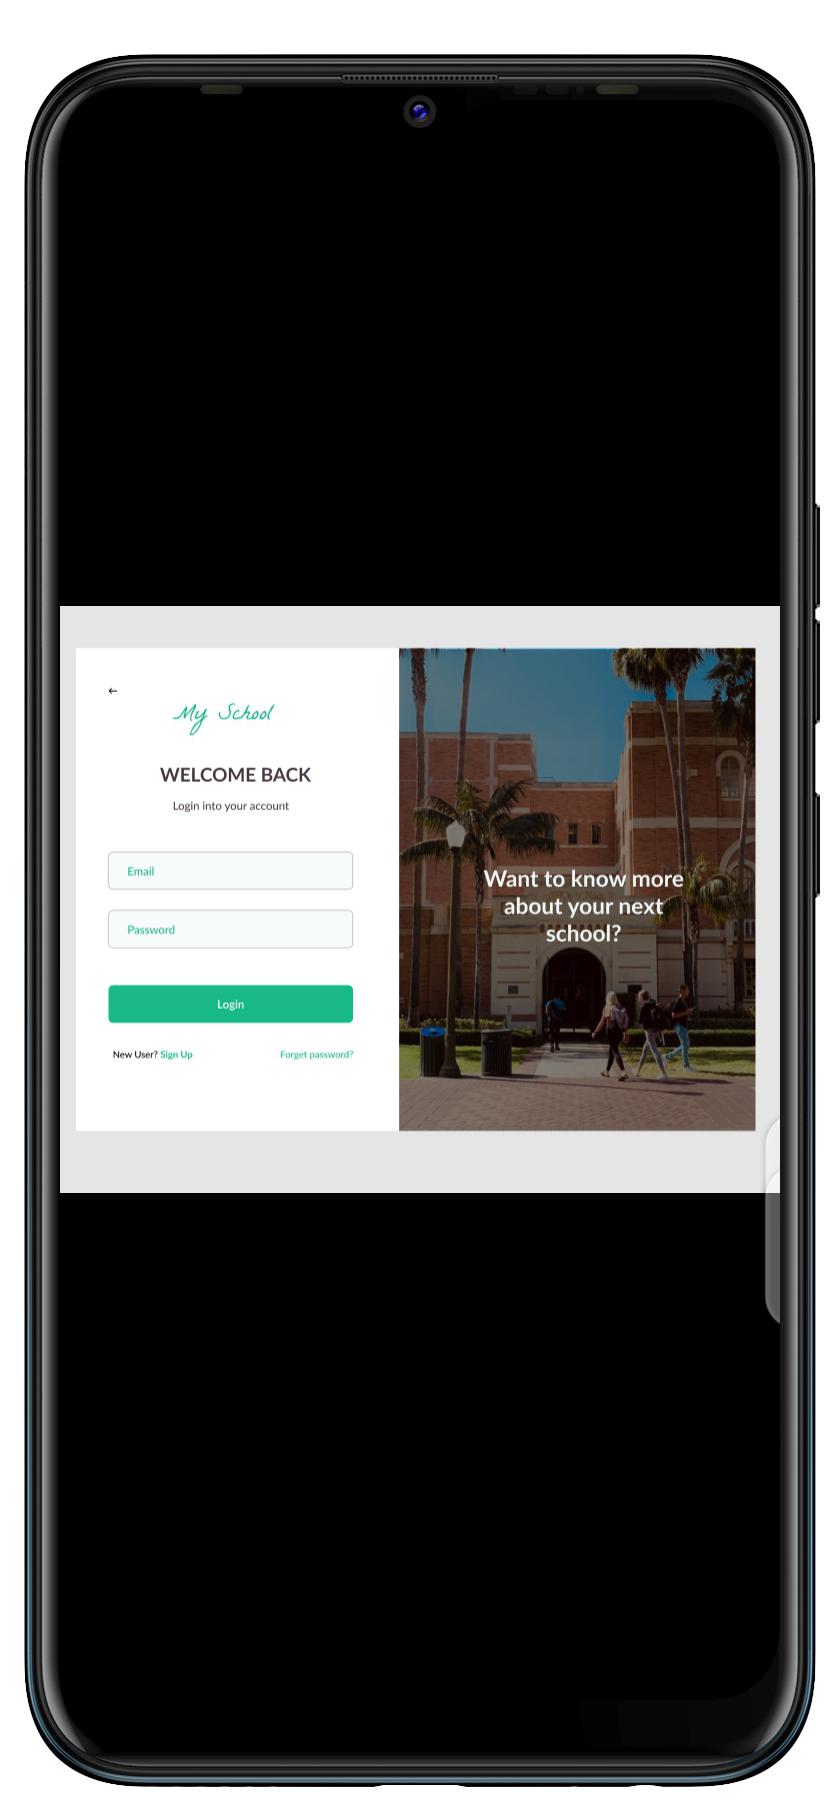 ←
My School
WELCOME BACK
Login into your account
Email
Password
Login
New User? Sign Up
Forget password?
Want to know more
about your next
school?